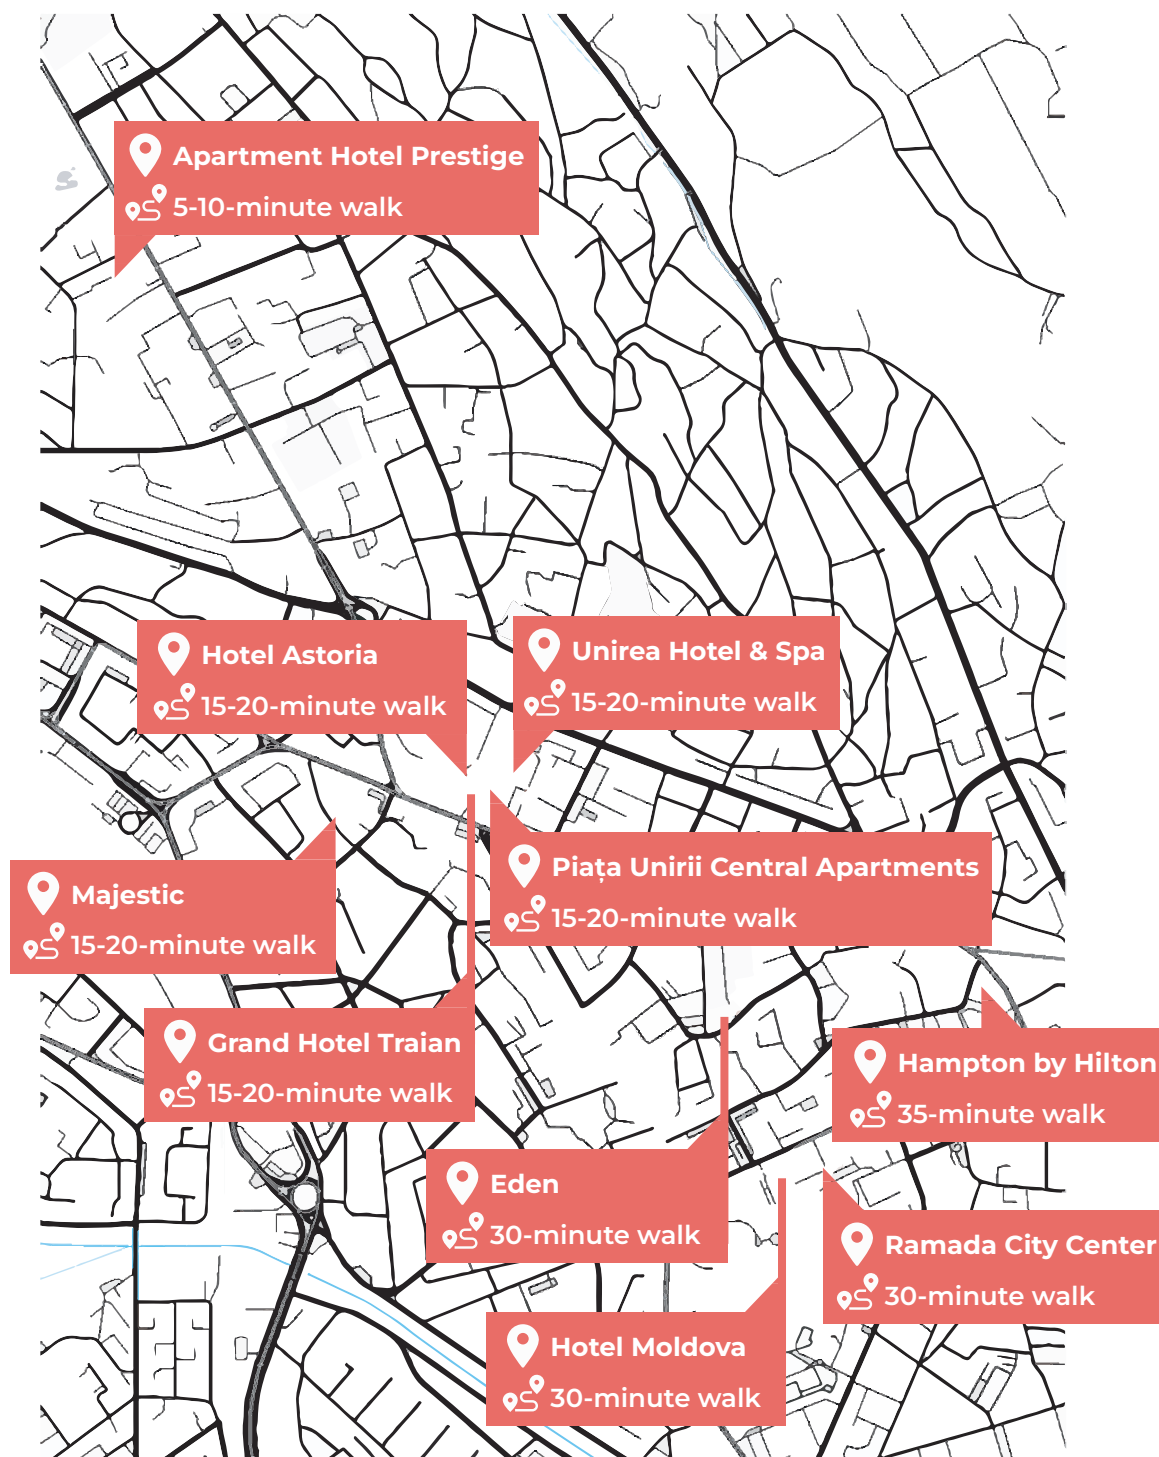 Apartment Hotel Prestige
5-10-minute walk
Hotel Astoria
15-20-minute walk
Unirea Hotel & Spa
15-20-minute walk
Piața Unirii Central Apartments
15-20-minute walk
Majestic
15-20-minute walk
Grand Hotel Traian
15-20-minute walk
Hampton by Hilton
35-minute walk
Eden
30-minute walk
Ramada City Center
30-minute walk
Hotel Moldova
30-minute walk